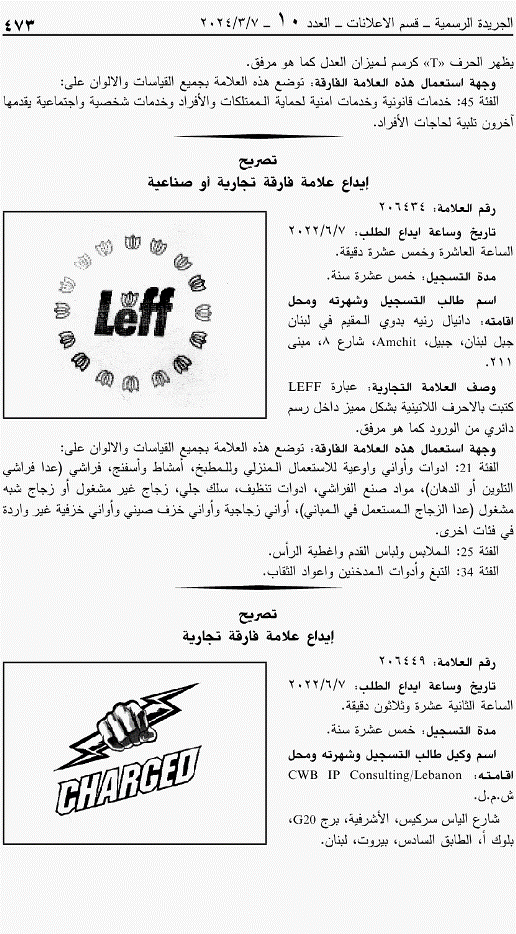 الجريدة الرسمية ــ قسم الاعلانات ــ العدد ١٠ ــ ٢٠٢٤/٣/٧
٤٧٣
يظهر الحرف «T» كرسم لميزان العدل كما هو مرفق.
وجهة استعمال هذه العلامة الفارقة: توضع هذه العلامة بجميع القياسات والالوان على:
الفئة 45: خدمات قانونية وخدمات امنية لحماية الممتلكات والأفراد وخدمات شخصية واجتماعية يقدمها
آخرون تلبية لحاجات الأفراد.
تصريح
إيداع علامة فارقة تجارية أو صناعية
رقم العلامة: ٢٠٦٤٣٤
تاريخ وساعة ايداع الطلب: ٢٠٢٢/٦/٧
الساعة العاشرة وخمس عشرة دقيقة.
مدة التسجيل: خمس عشرة سنة.
اسم طالب التسجيل وشهرته ومحل
اقامته: دانيال رنيه بدوي المقيم في لبنان
جبل لبنان، جبيل، Amchit، شارع ٨، مبنى
٢١١.
وصف العلامة التجارية: عبارة LEFF
كتبت بالاحرف اللاتينية بشكل مميز داخل رسم
دائري من الورود كما هو مرفق.
Leff
وجهة استعمال هذه العلامة الفارقة: توضع هذه العلامة بجميع القياسات والالوان على:
الفئة 21: ادوات وأواني واوعية للاستعمال المنزلي وللمطبخ، أمشاط وأسفنج، فراشي (عدا فراشي
التلوين أو الدهان)، مواد صنع الفراشي، ادوات تنظيف، سلك جلي، زجاج غير مشغول أو زجاج شبه
مشغول (عدا الزجاج المستعمل في المباني)، أواني زجاجية وأواني خزف صيني وأواني خزفية غير واردة
في فئات اخرى.
الفئة 25: الملابس ولباس القدم واغطية الرأس.
الفئة 34: التبغ وأدوات المدخنين واعواد الثقاب.
تصريح
إيداع علامة فارقة تجارية
رقم العلامة: ٢٠٦٤٤٩
تاريخ وساعة ايداع الطلب: ٢٠٢٢/٦/٧
الساعة الثانية عشرة وثلاثون دقيقة.
مدة التسجيل: خمس عشرة سنة.
اسم وكيل طالب التسجيل وشهرته ومحل
اقامته: CWB IP Consulting/Lebanon
ش.م.ل.
شارع الياس سركيس، الأشرفية، برج G20،
بلوك أ، الطابق السادس، بيروت، لبنان.
CHARGED